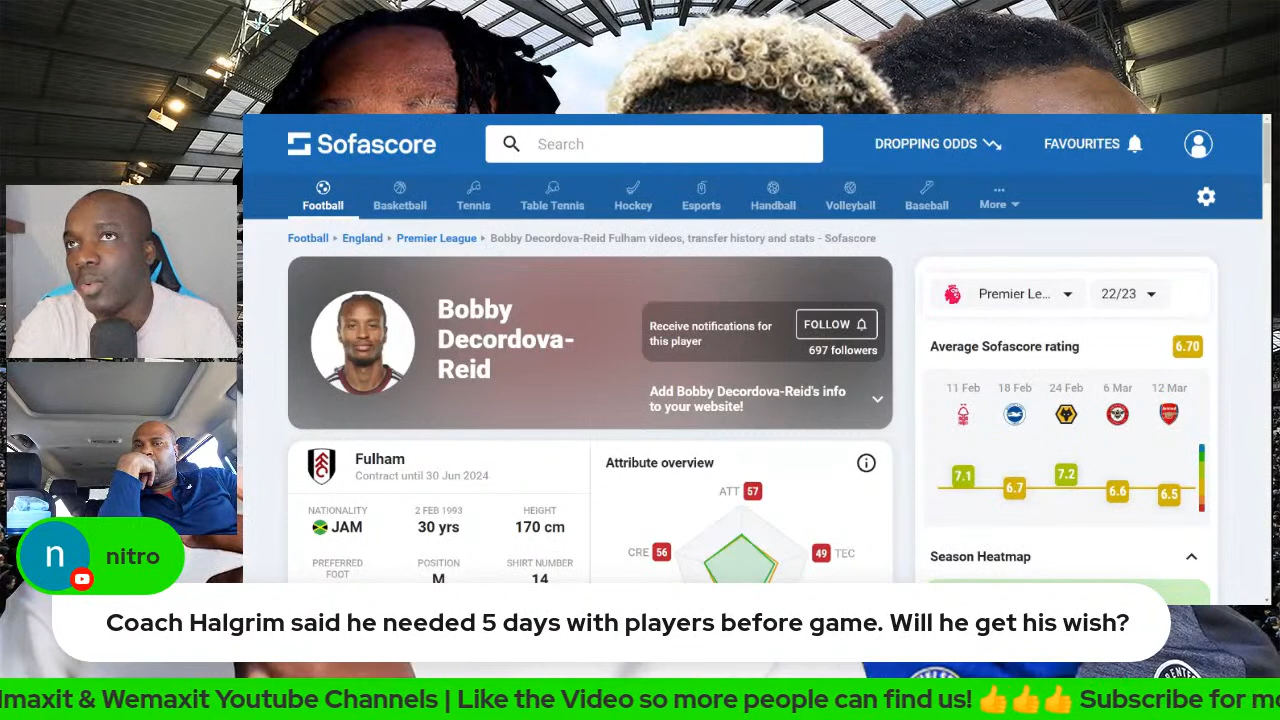 Sofascore
Search
DROPPING ODDS
FAVOURITES
Football
Basketball
Tennis
Table Tennis
Hockey
Esports
Handball
Volleyball
Baseball
More
Football England Premier League Bobby Decordova-Reid Fulham videos, transfer history and stats - Sofascore
Bobby
Decordova-
Reid
Receive notifications for
this player
FOLLOW
697 followers
Add Bobby Decordova-Reid's info
to your website!
Premier Le...
22/23
Average Sofascore rating
6.70
11 Feb
18 Feb
24 Feb
6 Mar
12 Mar
7.1
6.7
7.2
6.6
6.5
Season Heatmap
Fulham
Contract until 30 Jun 2024
NATIONALITY
JAM
2 FEB 1993
30 yrs
HEIGHT
170 cm
PREFERRED
FOOT
POSITION
M
SHIRT NUMBER
14
Attribute overview
ATT 57
CRE 56
49 TEC
n
nitro
Coach Halgrim said he needed 5 days with players before game. Will he get his wish?
lmaxit & Wemaxit Youtube Channels | Like the Video so more people can find us! 👍👍👍 Subscribe for mo